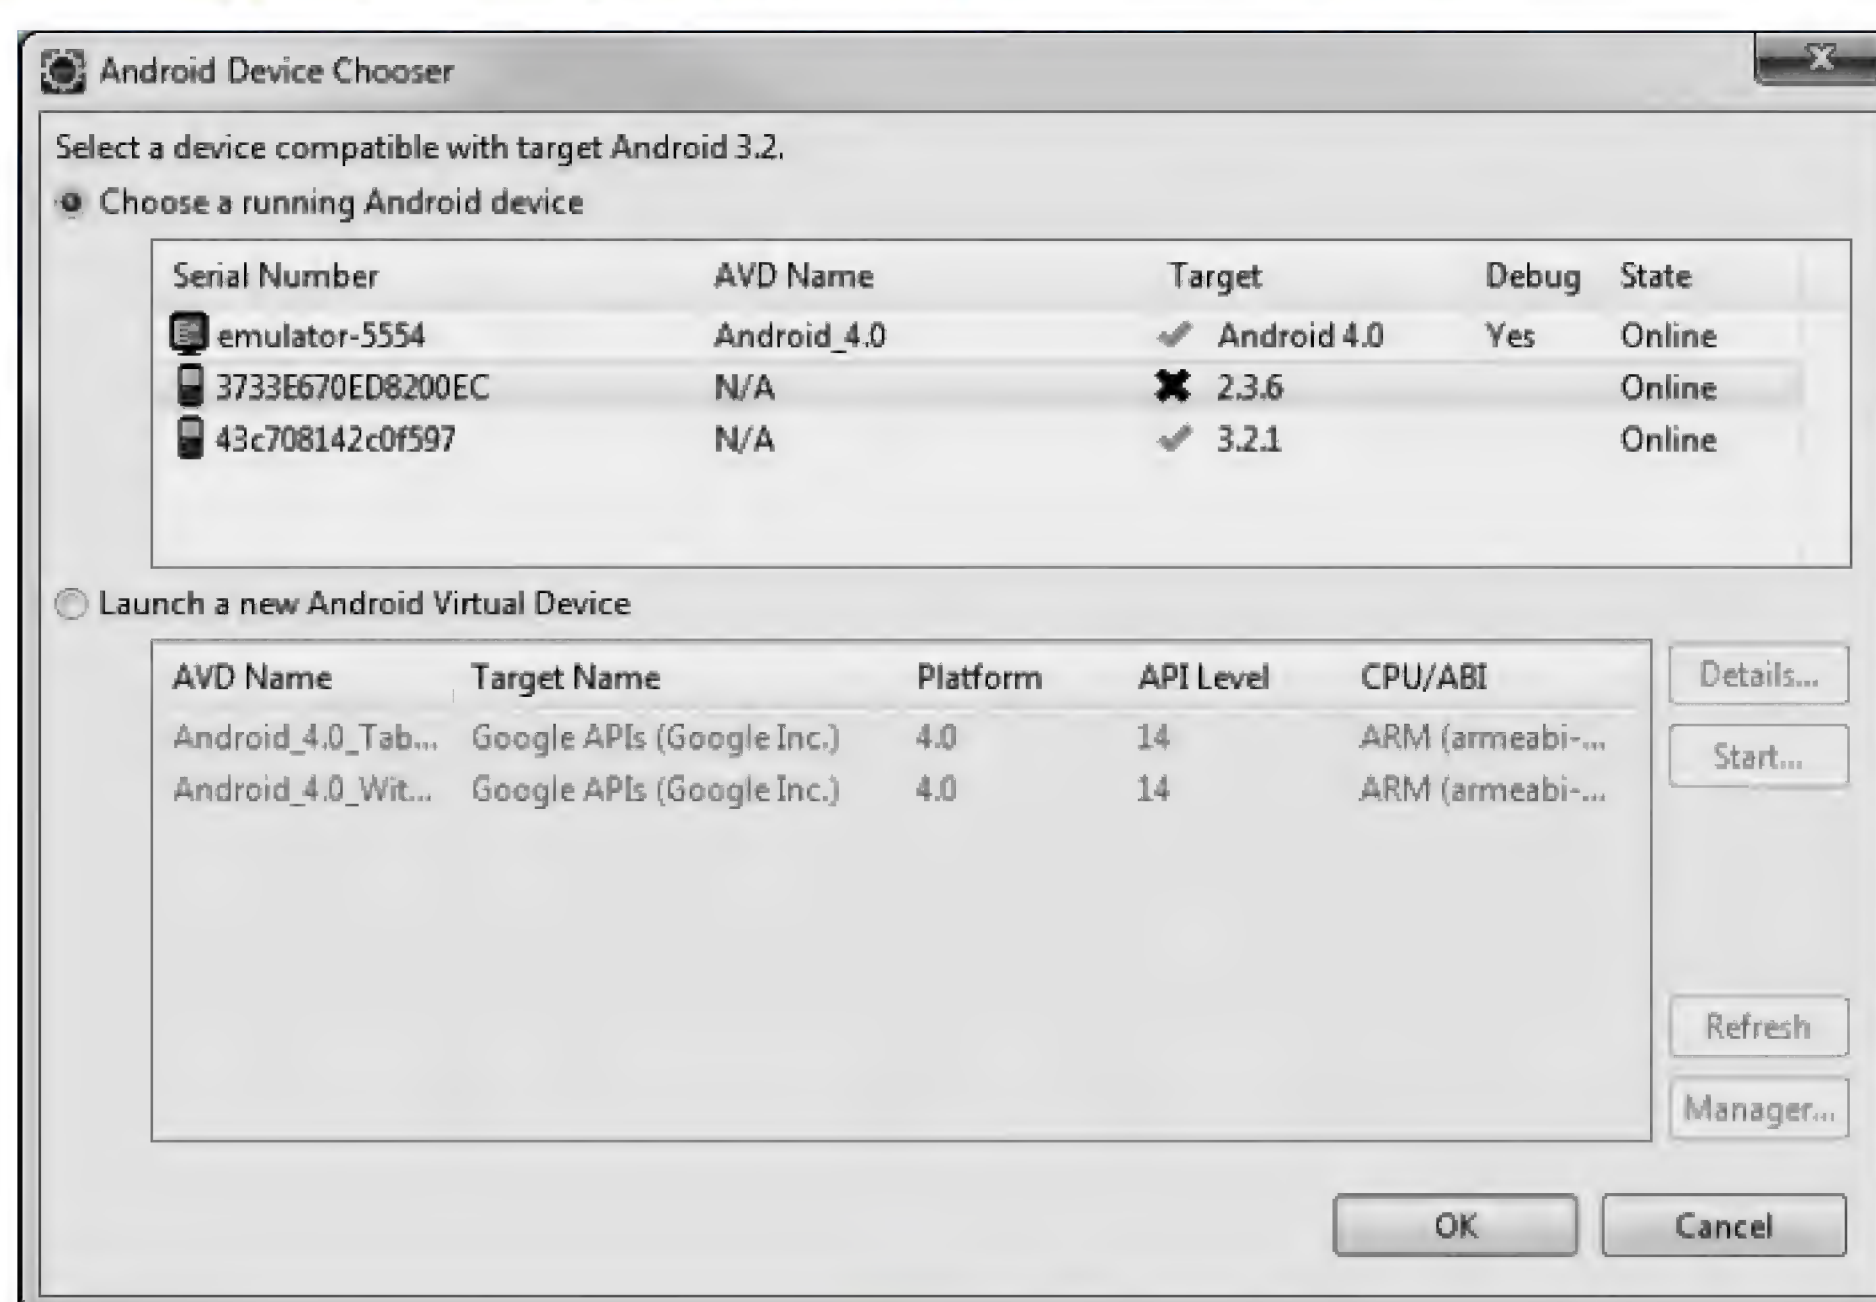 Android Device Chooser
Select a device compatible with target Android 3.2.
Choose a running Android device
Serial Number AVD Name Target Debug State
emulator-5554 Android_4.0 Android 4.0 Yes Online
3733E670ED8200EC N/A 2.3.6 Online
43c708142c0f597 N/A 3.2.1 Online
Launch a new Android Virtual Device
AVD Name Target Name Platform API Level CPU/ABI Details...
Android_4.0_Tab... Google APIs (Google Inc.) 4.0 14 ARM (armeabi-...
Start...
Android_4.0_Wit... Google APIs (Google Inc.) 4.0 14 ARM (armeabi-...
Refresh
Manager...
OK Cancel